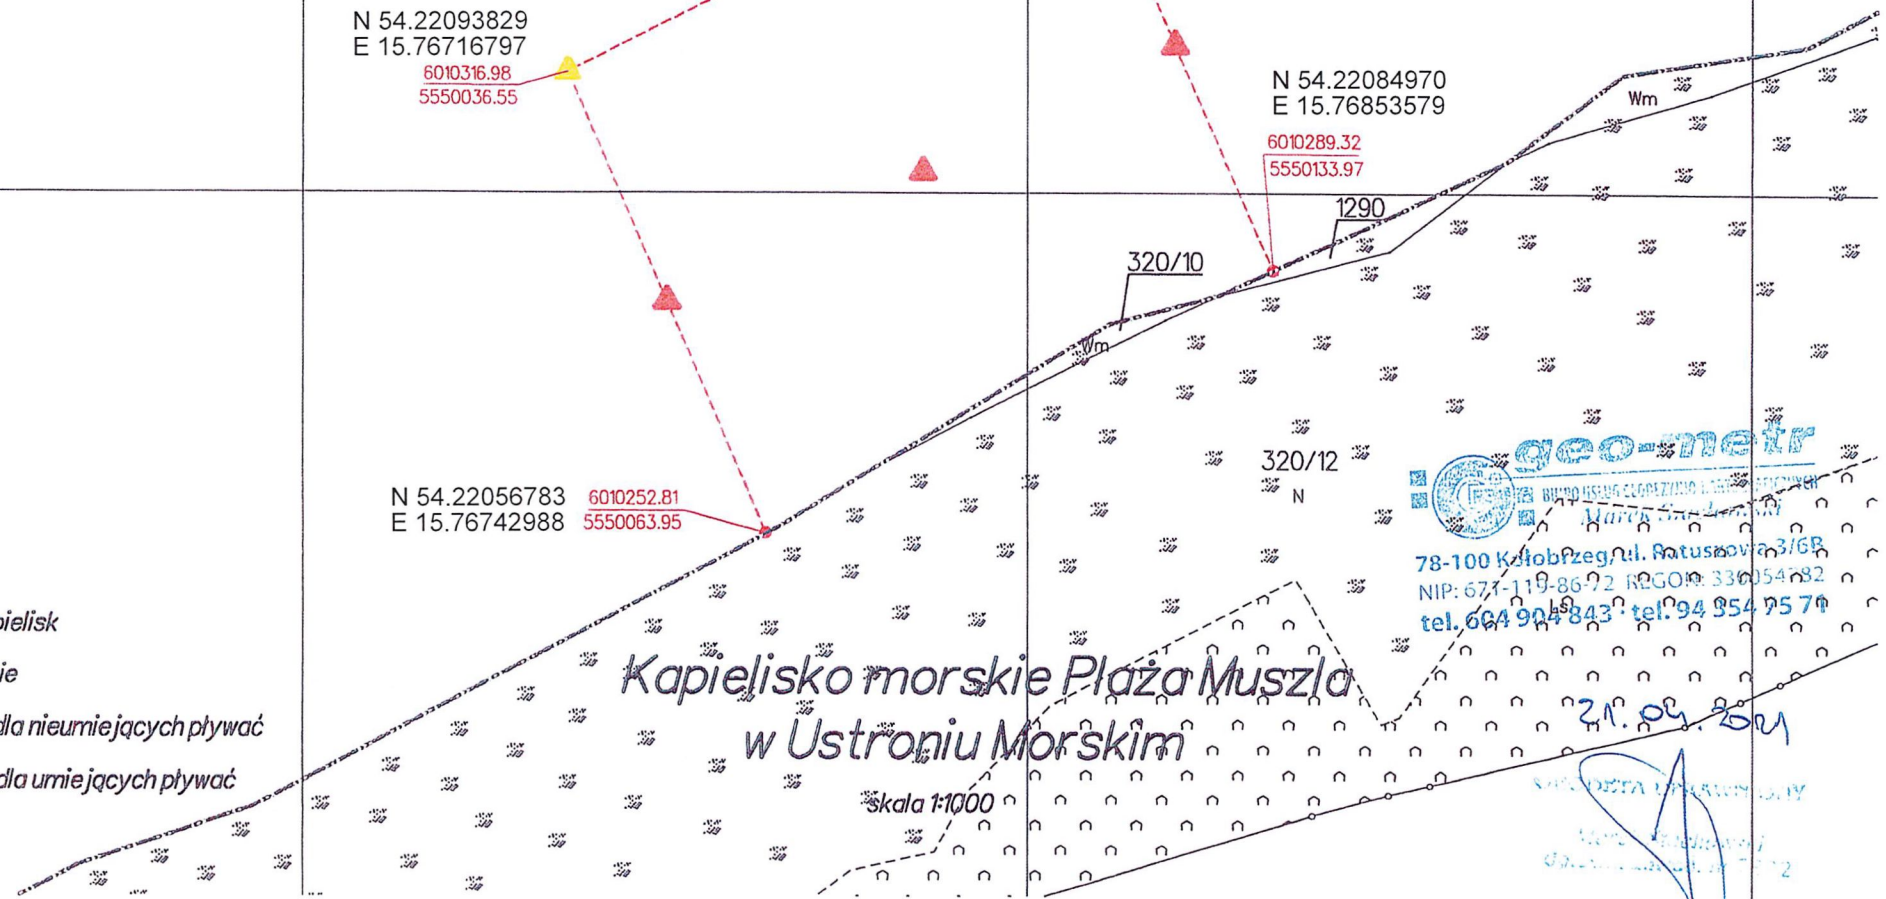 N 54.22093829
E 15.76716797
6010316.98
5550036.55
N 54.22084970
E 15.76853579
6010289.32
5550133.97
Wm
1290
320/10
Wm
320/12
N
N 54.22056783
E 15.76742988
6010252.81
5550063.95
geo-metr
Marek
78-100 Kołobrzeg, ul. Ratuszowa 3/6B
NIP: 671-119-86-72 REGON:
tel. 604 904 843 tel. 94 354 75 71
Ls
pielisk
ie
dla nieumiejących pływać
dla umiejących pływać
Kąpielisko morskie Plaża Muszla
w Ustroniu Morskim
skala 1:1000
21.04.2021